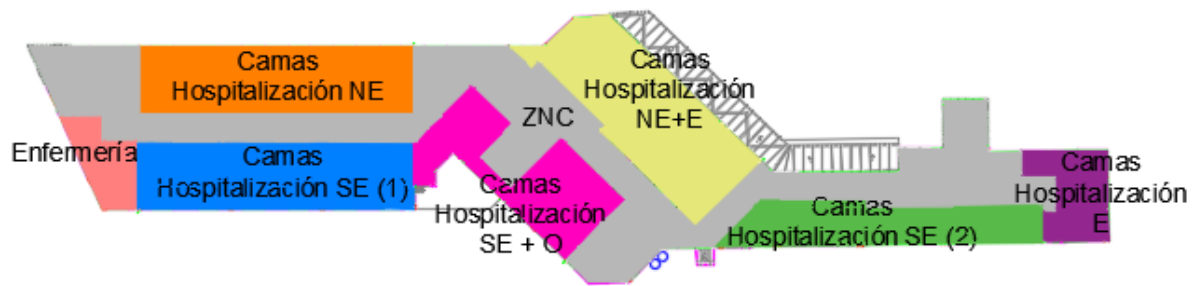 Camas
Hospitalización NE
Camas
Hospitalización
NE+E
ZNC
Enfermería
Camas
Hospitalización SE (1)
Camas
Hospitalización
SE + O
Camas
Hospitalización SE (2)
Camas
Hospitalización
E